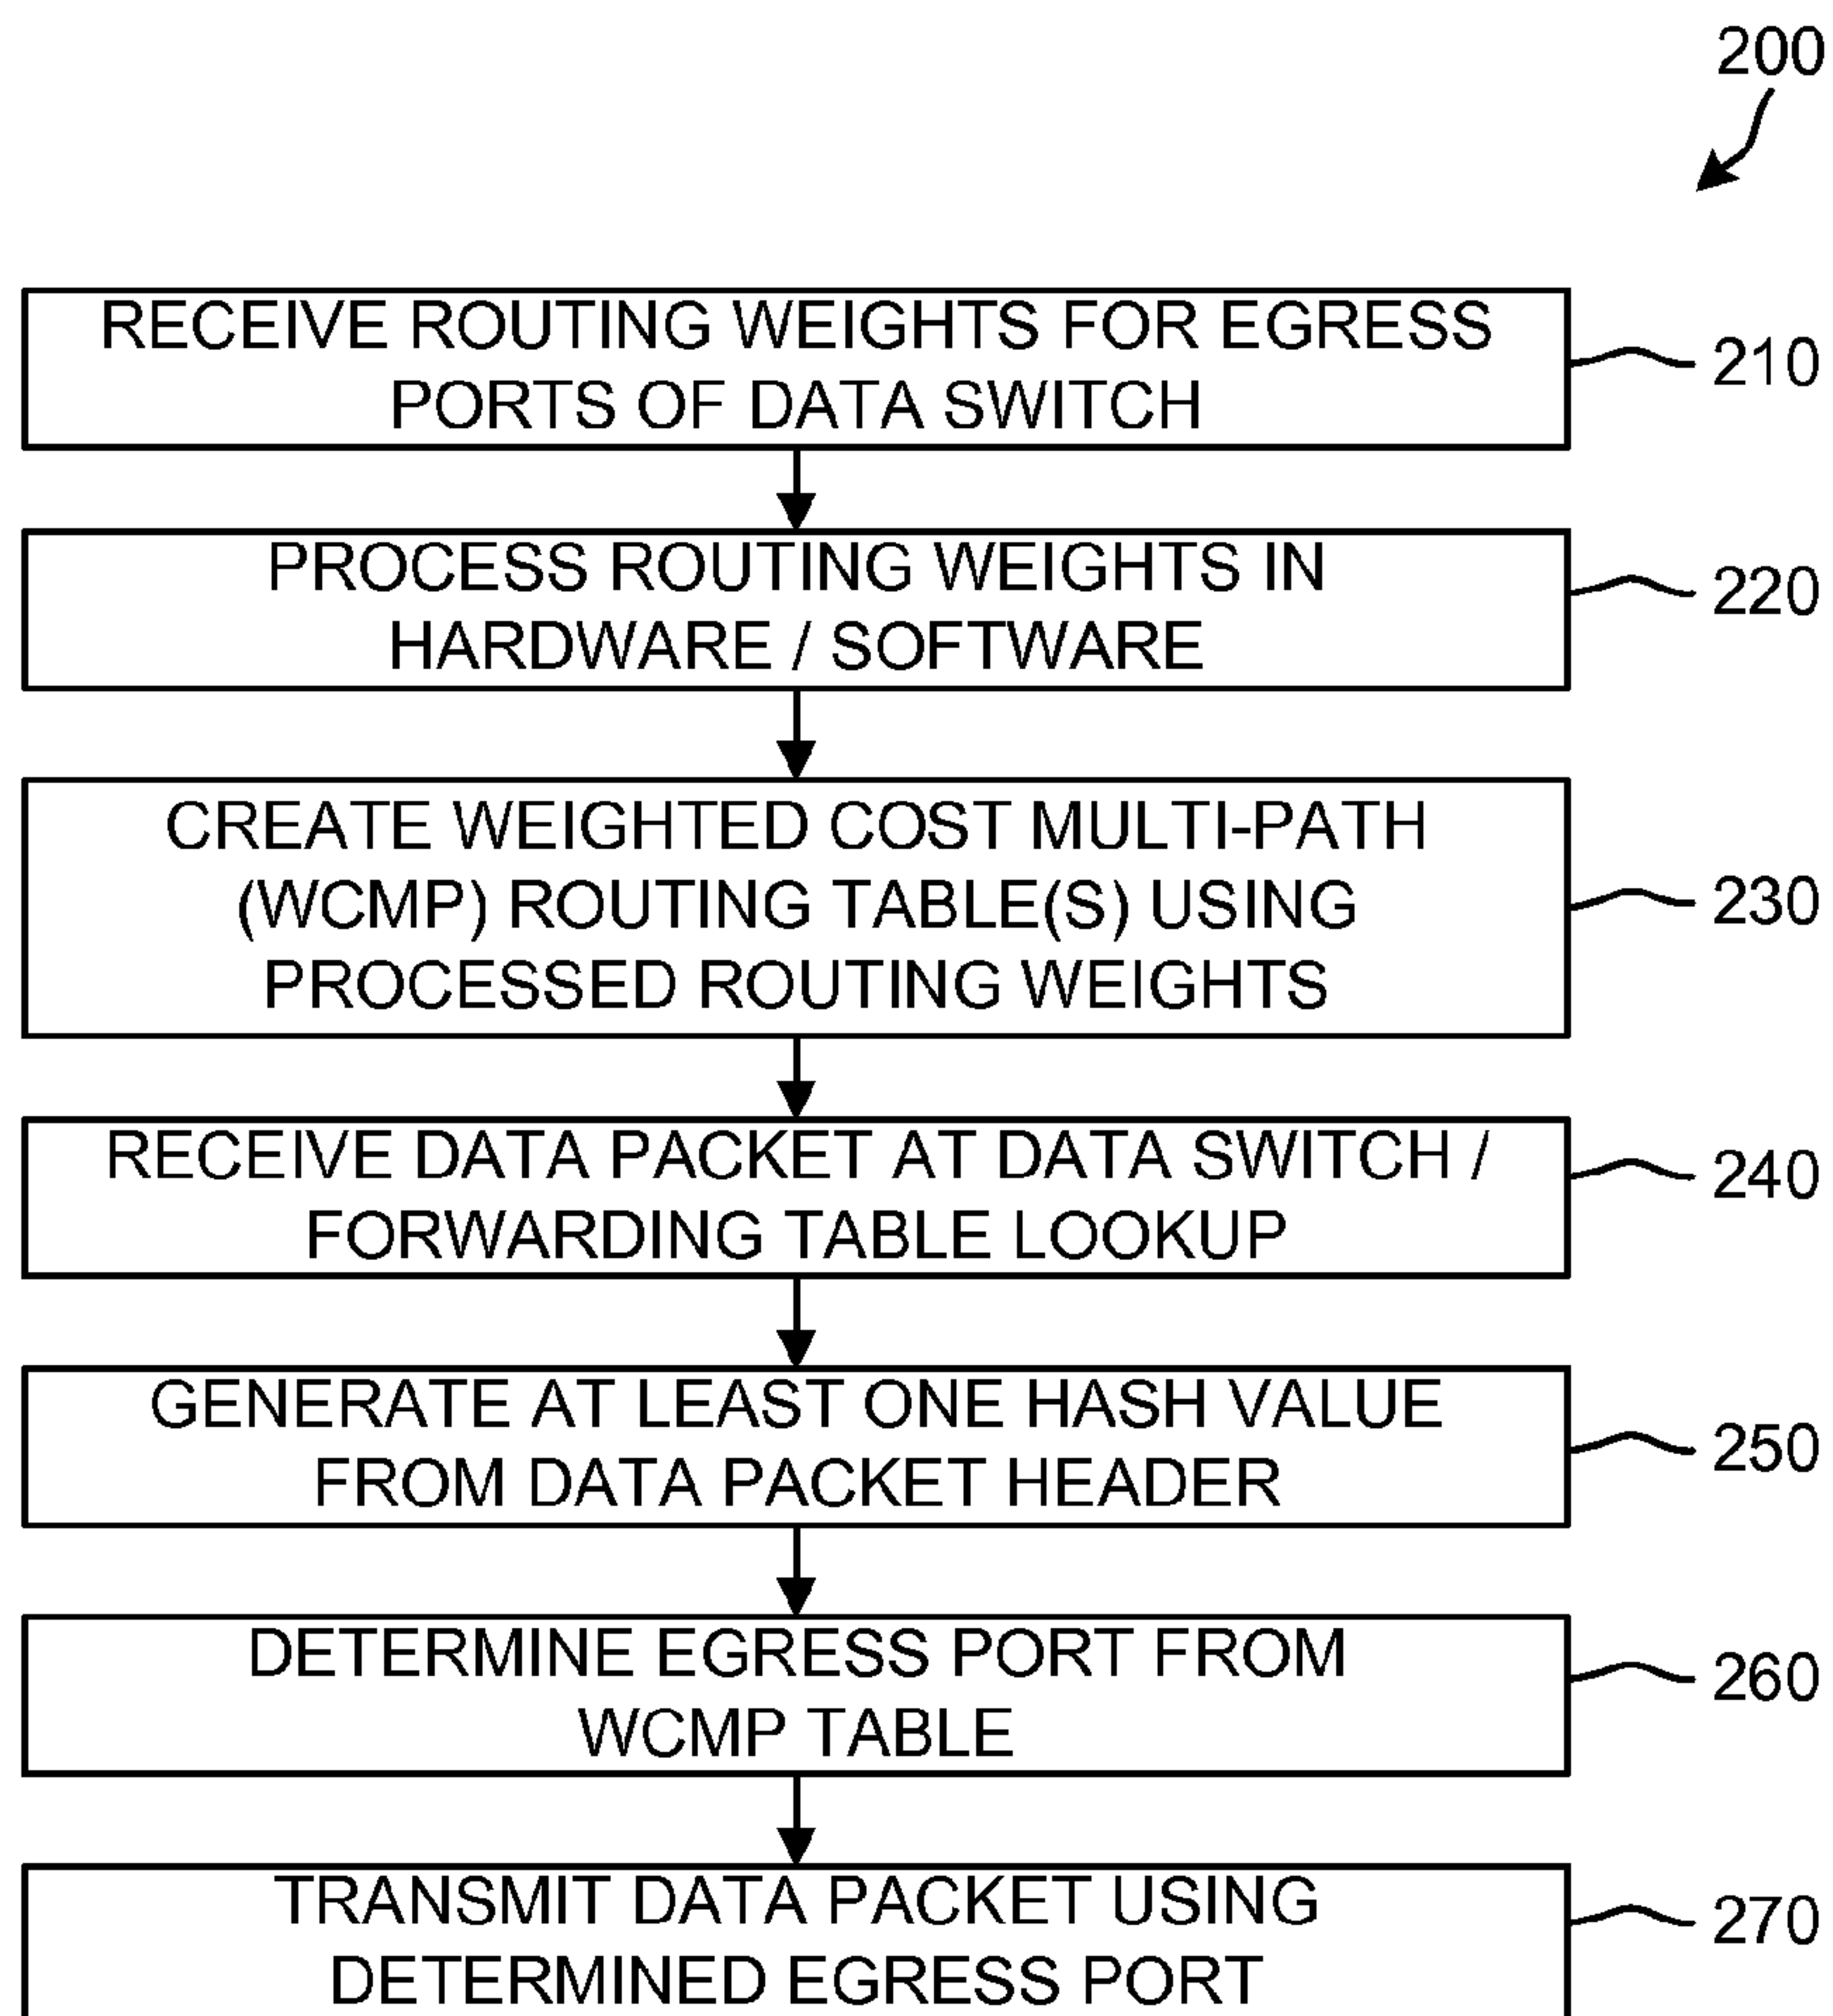 200
RECEIVE ROUTING WEIGHTS FOR EGRESS
PORTS OF DATA SWITCH
210
PROCESS ROUTING WEIGHTS IN
HARDWARE / SOFTWARE
220
CREATE WEIGHTED COST MULTI-PATH
(WCMP) ROUTING TABLE(S) USING
PROCESSED ROUTING WEIGHTS
230
RECEIVE DATA PACKET AT DATA SWITCH /
FORWARDING TABLE LOOKUP
240
GENERATE AT LEAST ONE HASH VALUE
FROM DATA PACKET HEADER
250
DETERMINE EGRESS PORT FROM
WCMP TABLE
260
TRANSMIT DATA PACKET USING
DETERMINED EGRESS PORT
270